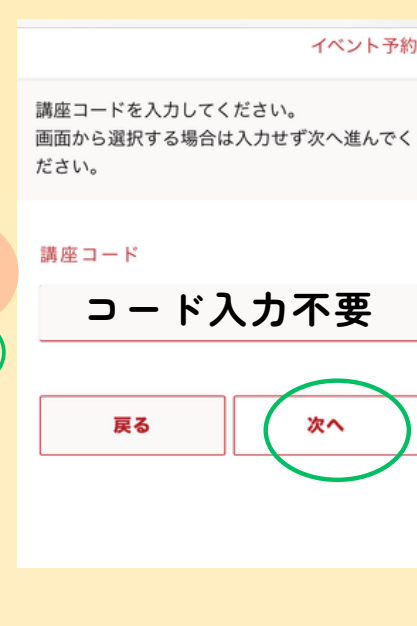 イベント予約
講座コードを入力してください。
画面から選択する場合は入力せず次へ進んでく
ださい。
講座コード
コード入力不要
戻る
次へ